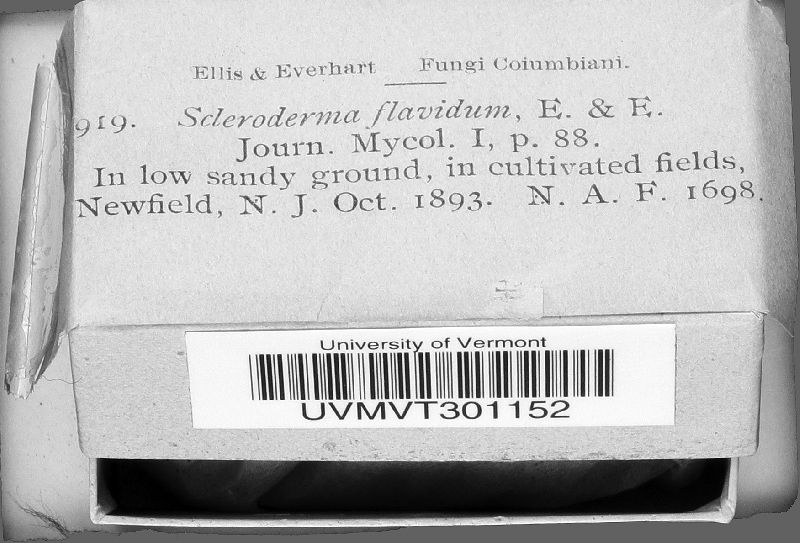 Ellis & Everhart Fungi Coiumbiani.
919. Scleroderma flavidum, E. & E.
Journ. Mycol. I, p. 88.
In low sandy ground, in cultivated fields,
Newfield, N. J. Oct. 1893. N. A. F. 1698.
University of Vermont
UVMVT301152